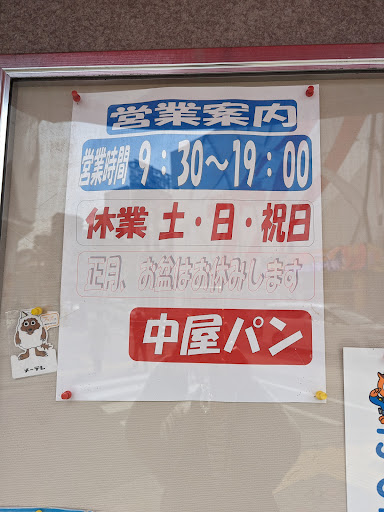 営業案内
営業時間 9：30～19：00
休業 土・日・祝日
正月、お盆はお休みします
中屋パン